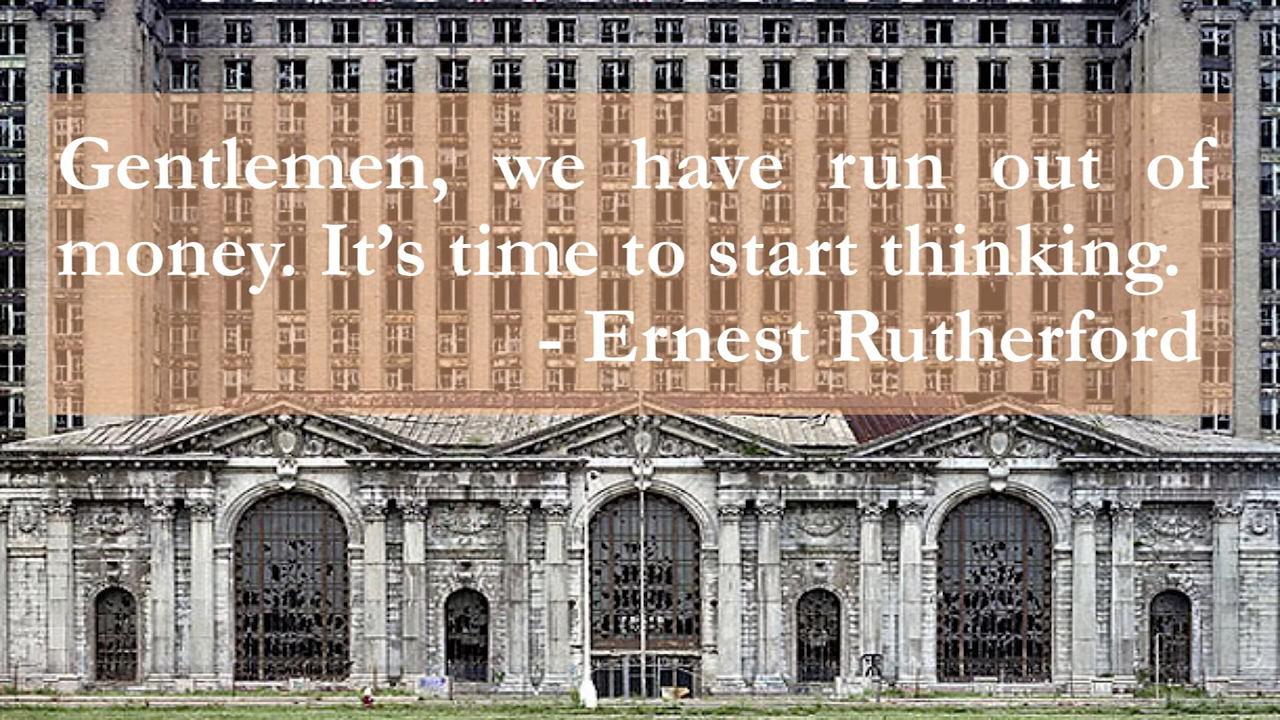 Gentlemen, we have run out of
money. It’s time to start thinking.
- Ernest Rutherford